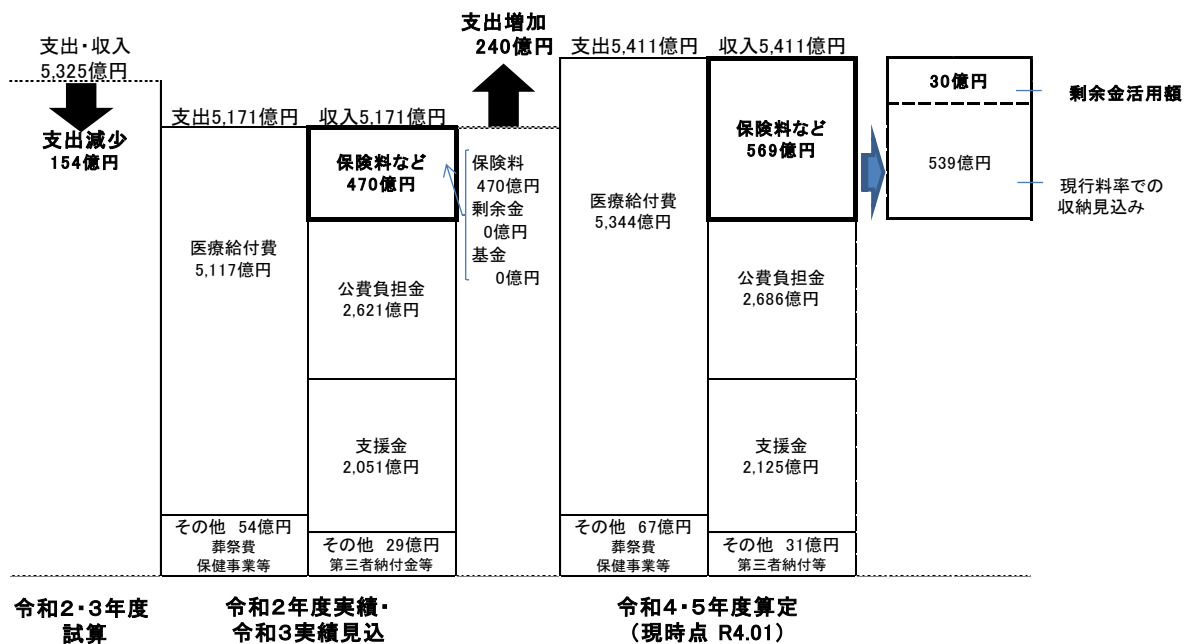 支出・収入
5,325億円
支出減少
154億円
支出5,171億円
収入5,171億円
医療給付費
5,117億円
その他 54億円
葬祭費
保健事業等
保険料など
470億円
公費負担金
2,621億円
支援金
2,051億円
その他 29億円
第三者納付金等
保険料
470億円
剰余金
0億円
基金
0億円
支出増加
240億円
支出5,411億円
収入5,411億円
医療給付費
5,344億円
その他 67億円
葬祭費
保健事業等
保険料など
569億円
公費負担金
2,686億円
支援金
2,125億円
その他 31億円
第三者納付等
30億円
剰余金活用額
539億円
現行料率での
収納見込み
令和2・3年度
試算
令和2年度実績・
令和3実績見込
令和4・5年度算定
（現時点 R4.01）